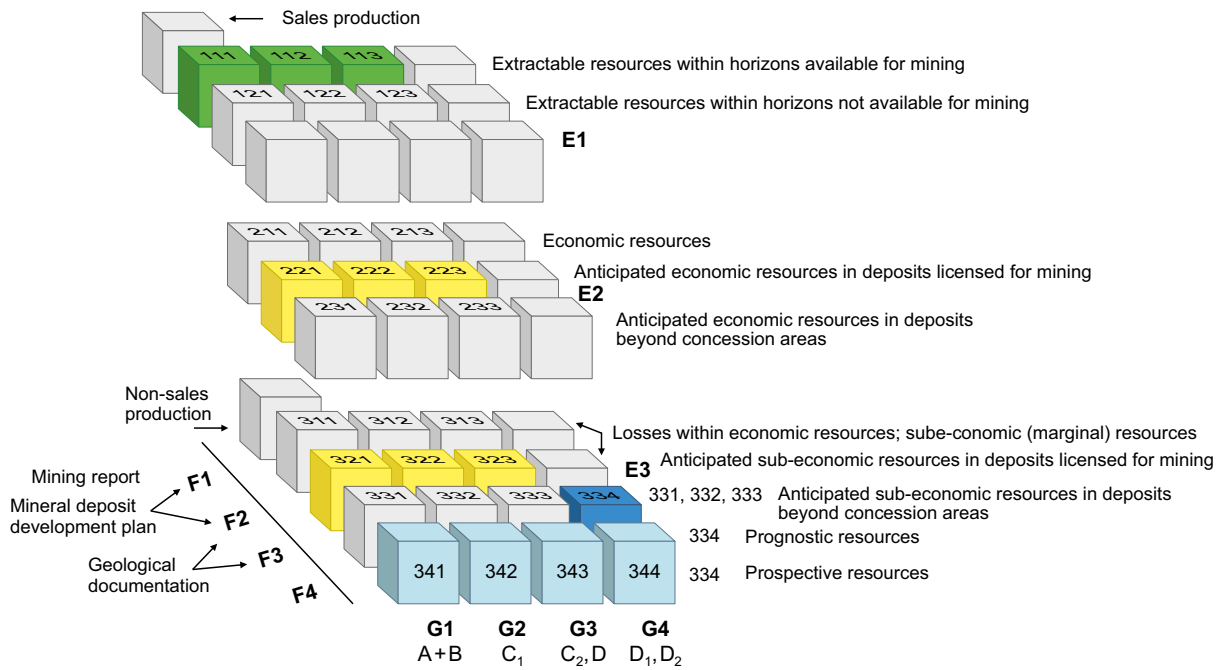 Sales production
111 112 113
Extractable resources within horizons available for mining
121 122 123
Extractable resources within horizons not available for mining
E1
211 212 213
Economic resources
221 222 223
Anticipated economic resources in deposits licensed for mining
E2
231 232 233
Anticipated economic resources in deposits
beyond concession areas
Non-sales
production
311 312 313
Losses within economic resources; sube-conomic (marginal) resources
321 322 323
E3
Anticipated sub-economic resources in deposits licensed for mining
331 332 333 334
331, 332, 333 Anticipated sub-economic resources in deposits
beyond concession areas
334 Prognostic resources
341 342 343 344
334 Prospective resources
Mining report
F1
Mineral deposit
development plan
F2
Geological
documentation
F3
F4
G1 G2 G3 G4
A+B C₁ C₂,D D₁,D₂